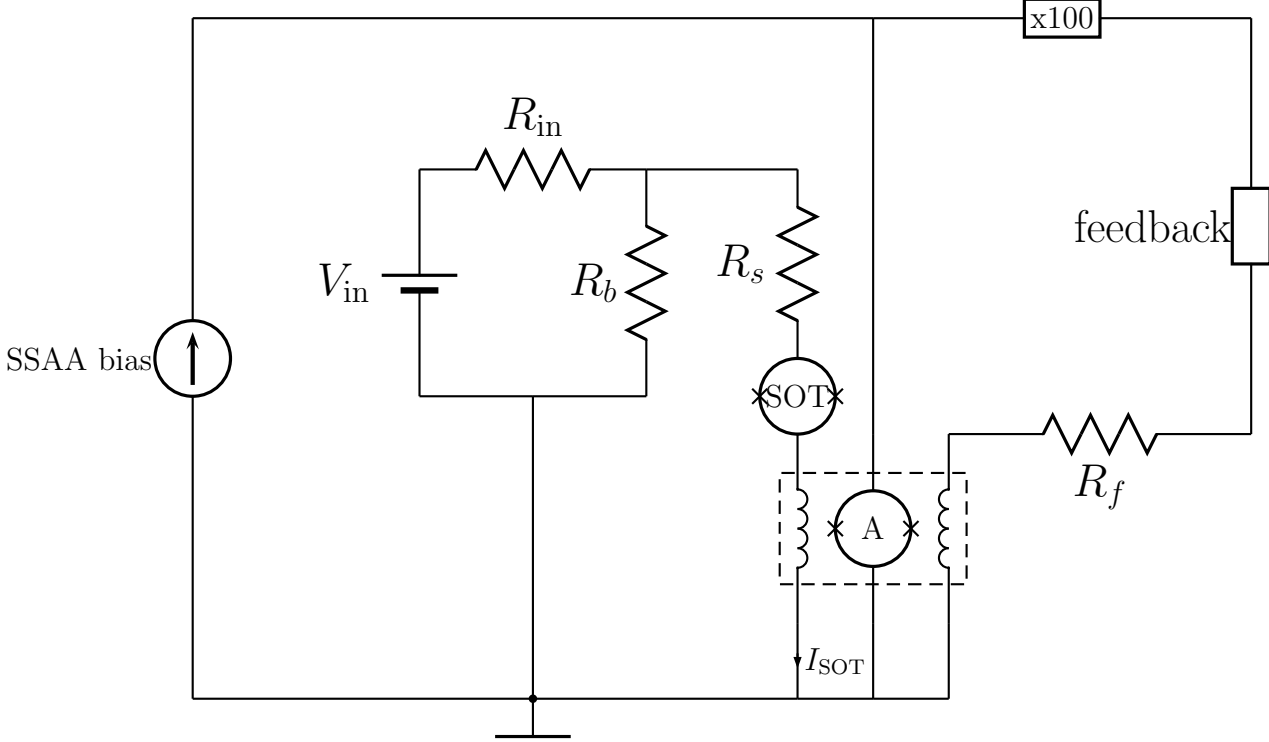 x100
R_in
feedback
R_s
R_b
V_in
SSAA bias
SOT
R_f
A
I_SOT